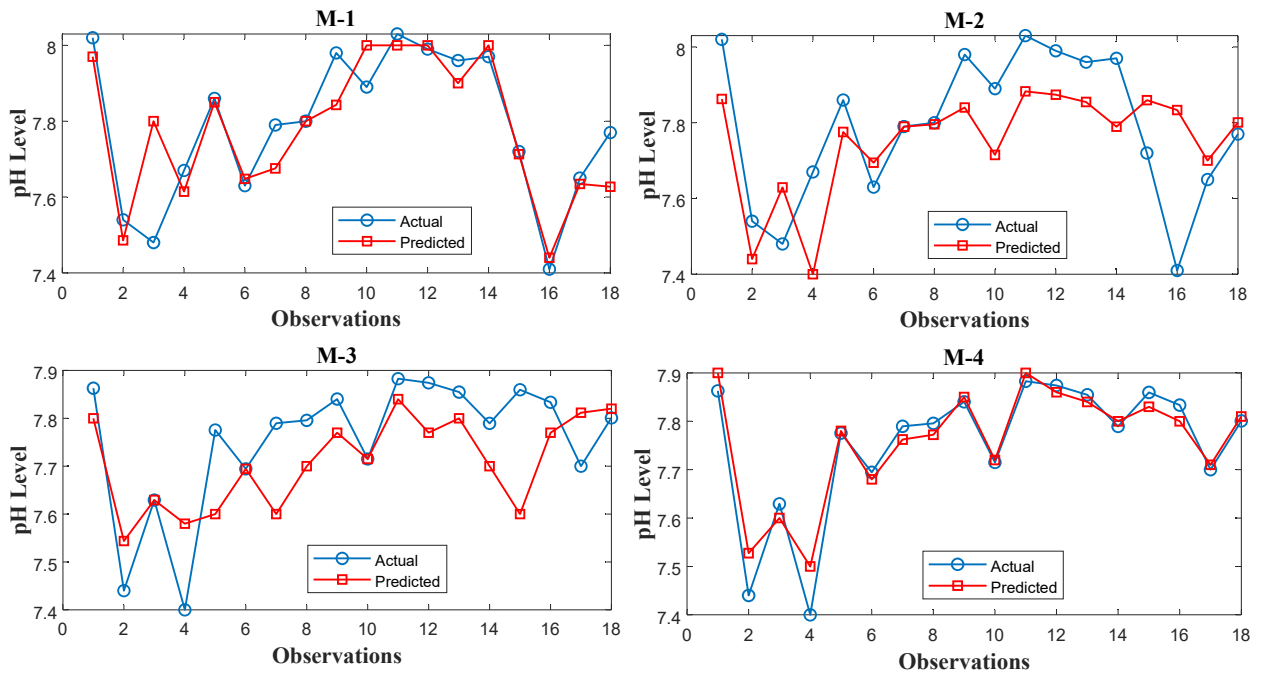 M-1
pH Level
8
7.8
7.6
7.4
Actual
Predicted
0 2 4 6 8 10 12 14 16 18
Observations
M-2
pH Level
8
7.8
7.6
7.4
Actual
Predicted
0 2 4 6 8 10 12 14 16 18
Observations
M-3
pH Level
7.9
7.8
7.7
7.6
7.5
7.4
Actual
Predicted
0 2 4 6 8 10 12 14 16 18
Observations
M-4
pH Level
7.9
7.8
7.7
7.6
7.5
7.4
Actual
Predicted
0 2 4 6 8 10 12 14 16 18
Observations